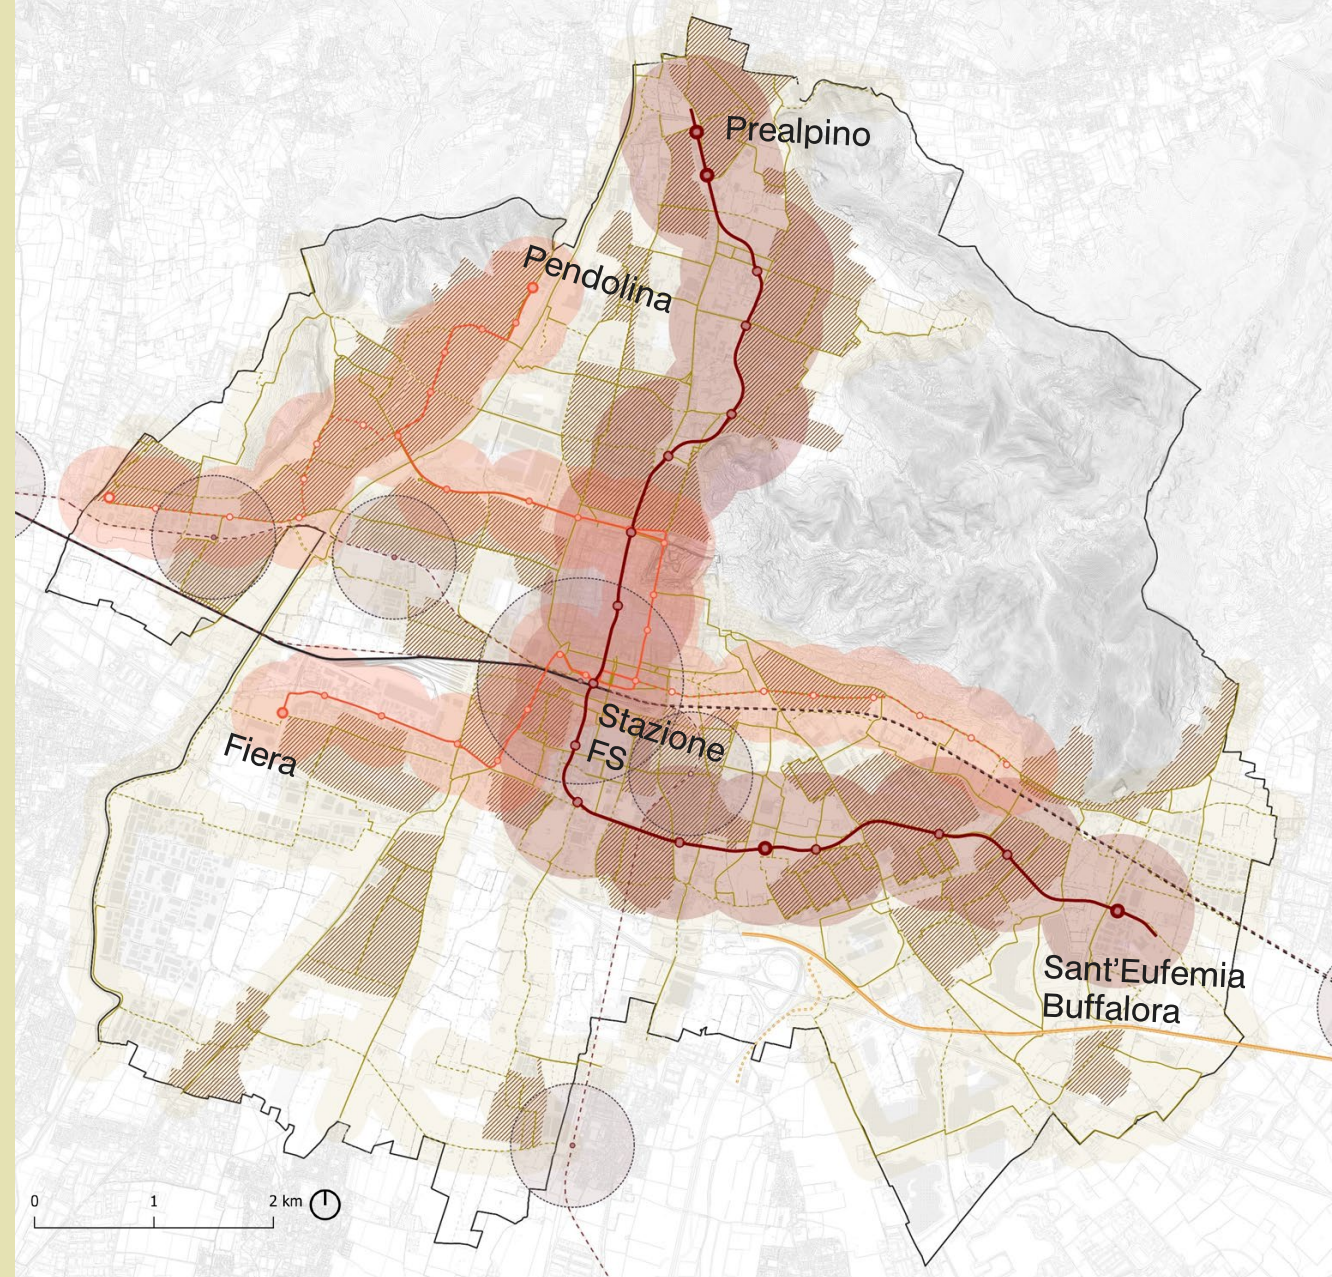 Prealpino
Pendolina
Stazione
FS
Fiera
Sant'Eufemia
Buffalora
0 1 2 km